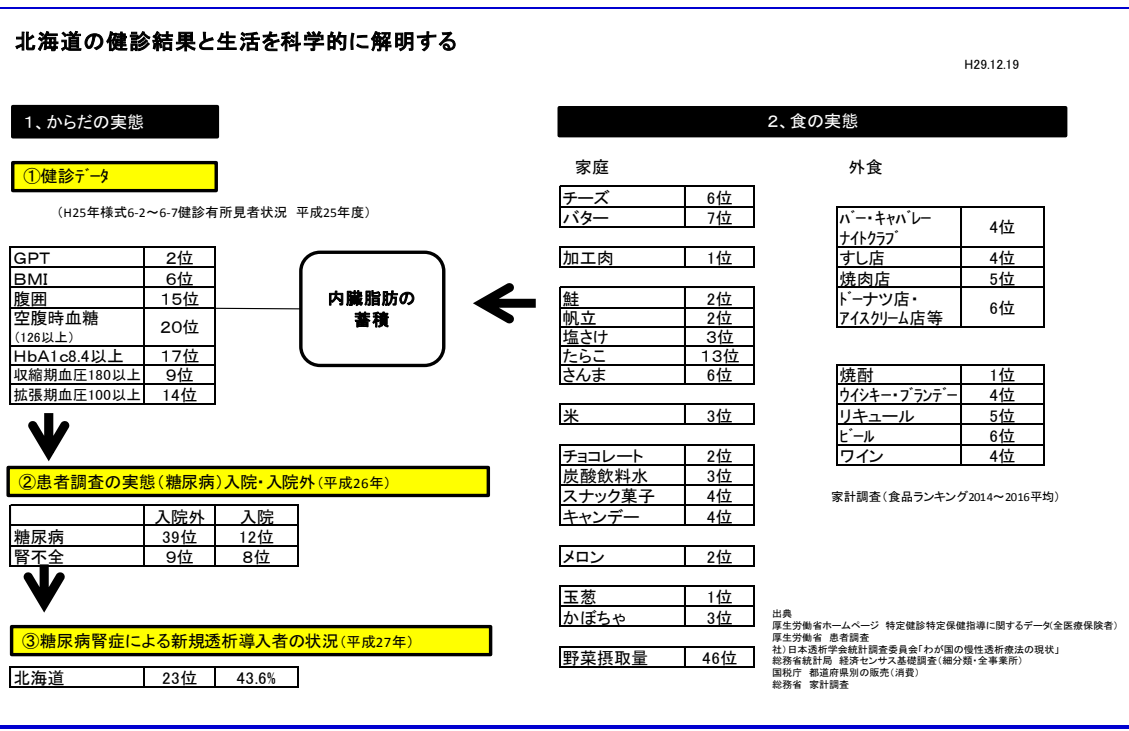 北海道の健診結果と生活を科学的に解明する
H29.12.19
1、からだの実態
①健診ﾃﾞｰﾀ
（H25年様式6-2～6-7健診有所見者状況 平成25年度）
GPT 2位
BMI 6位
腹囲 15位
空腹時血糖
(126以上) 20位
HbA1c8.4以上 17位
収縮期血圧180以上 9位
拡張期血圧100以上 14位
内臓脂肪の
蓄積
②患者調査の実態（糖尿病）入院・入院外（平成26年）
入院外 入院
糖尿病 39位 12位
腎不全 9位 8位
③糖尿病腎症による新規透析導入者の状況（平成27年）
北海道 23位 43.6%
2、食の実態
家庭
チーズ 6位
バター 7位
加工肉 1位
鮭 2位
帆立 2位
塩さけ 3位
たらこ 13位
さんま 6位
米 3位
チョコレート 2位
炭酸飲料水 3位
スナック菓子 4位
キャンデー 4位
メロン 2位
玉葱 1位
かぼちゃ 3位
野菜摂取量 46位
外食
ﾊﾞｰ・ｷｬﾊﾞﾚｰ
ﾅｲﾄｸﾗﾌﾞ 4位
すし店 4位
焼肉店 5位
ﾄﾞｰﾅツ店・
ｱｲｽｸﾘｰﾑ店等 6位
焼酎 1位
ｳｲｼｷｰ・ﾌﾞﾗﾝﾃﾞｰ 4位
リキュール 5位
ﾋﾞｰﾙ 6位
ワイン 4位
家計調査（食品ランキング2014～2016平均）
出典
厚生労働省ホームページ 特定健診特定保健指導に関するデータ(全医療保険者)
厚生労働省 患者調査
社）日本透析学会統計調査委員会「わが国の慢性透析療法の現状」
総務省統計局 経済センサス基礎調査（細分類・全事業所）
国税庁 都道府県別の販売（消費）
総務省 家計調査